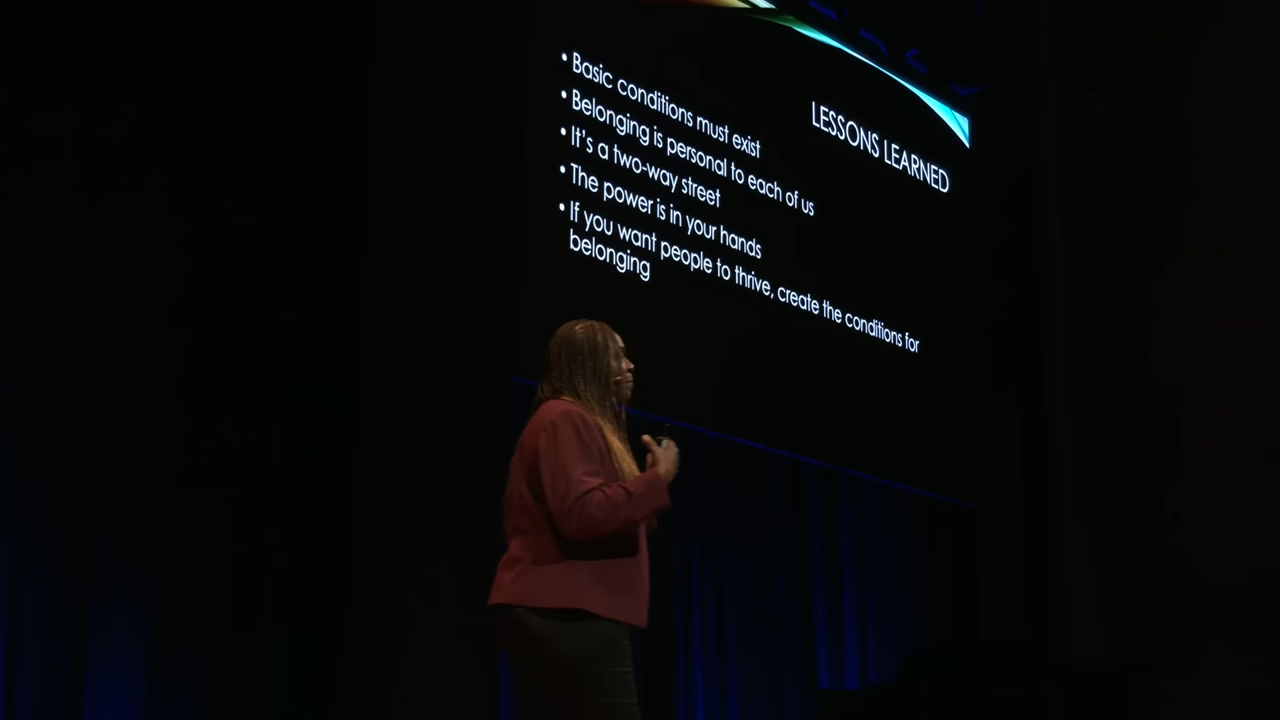 LESSONS LEARNED
• Basic conditions must exist
• Belonging is personal to each of us
• It's a two-way street
• The power is in your hands
• If you want people to thrive, create the conditions for
belonging